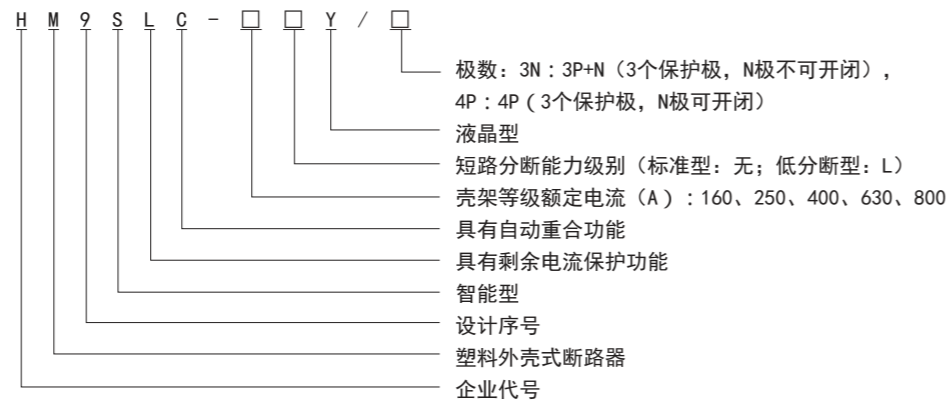 HM9SLC-□□Y/□
极数：3N：3P+N（3个保护极，N极不可开闭），
4P：4P（3个保护极，N极可开闭）
液晶型
短路分断能力级别（标准型：无；低分断型：L）
壳架等级额定电流（A）：160、250、400、630、800
具有自动重合功能
具有剩余电流保护功能
智能型
设计序号
塑料外壳式断路器
企业代号